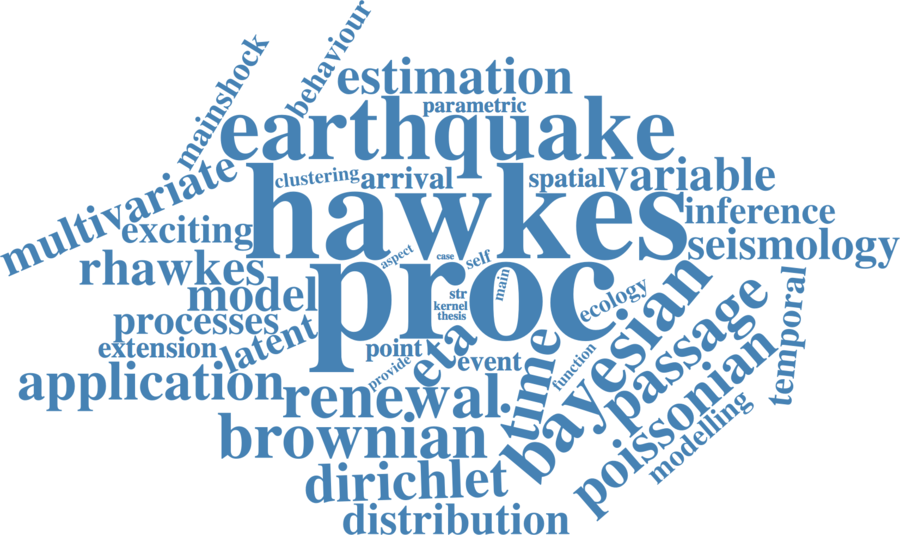 behaviour
mainshock
estimation
parametric
earthquake
multivariate
clustering
arrival
spatial
variable
hawkes
inference
exciting
seismology
rhawkes
aspect
case
self
proc
main
str
kernel
thesis
ecology
model
processes
extension
latent
point
provide
eta
event
time
function
bayesian
passage
temporal
application
renewal
poissonian
modelling
brownian
dirichlet
distribution